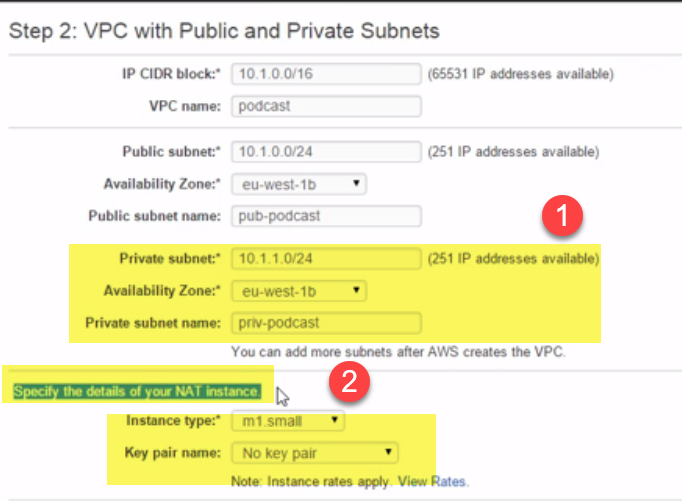 Step 2: VPC with Public and Private Subnets
IP CIDR block:* 10.1.0.0/16 (65531 IP addresses available)
VPC name: podcast
Public subnet:* 10.1.0.0/24 (251 IP addresses available)
Availability Zone:* eu-west-1b
Public subnet name: pub-podcast
1
Private subnet:* 10.1.1.0/24 (251 IP addresses available)
Availability Zone:* eu-west-1b
Private subnet name: priv-podcast
You can add more subnets after AWS creates the VPC.
2
Specify the details of your NAT instance.
Instance type:* m1.small
Key pair name: No key pair
Note: Instance rates apply. View Rates.